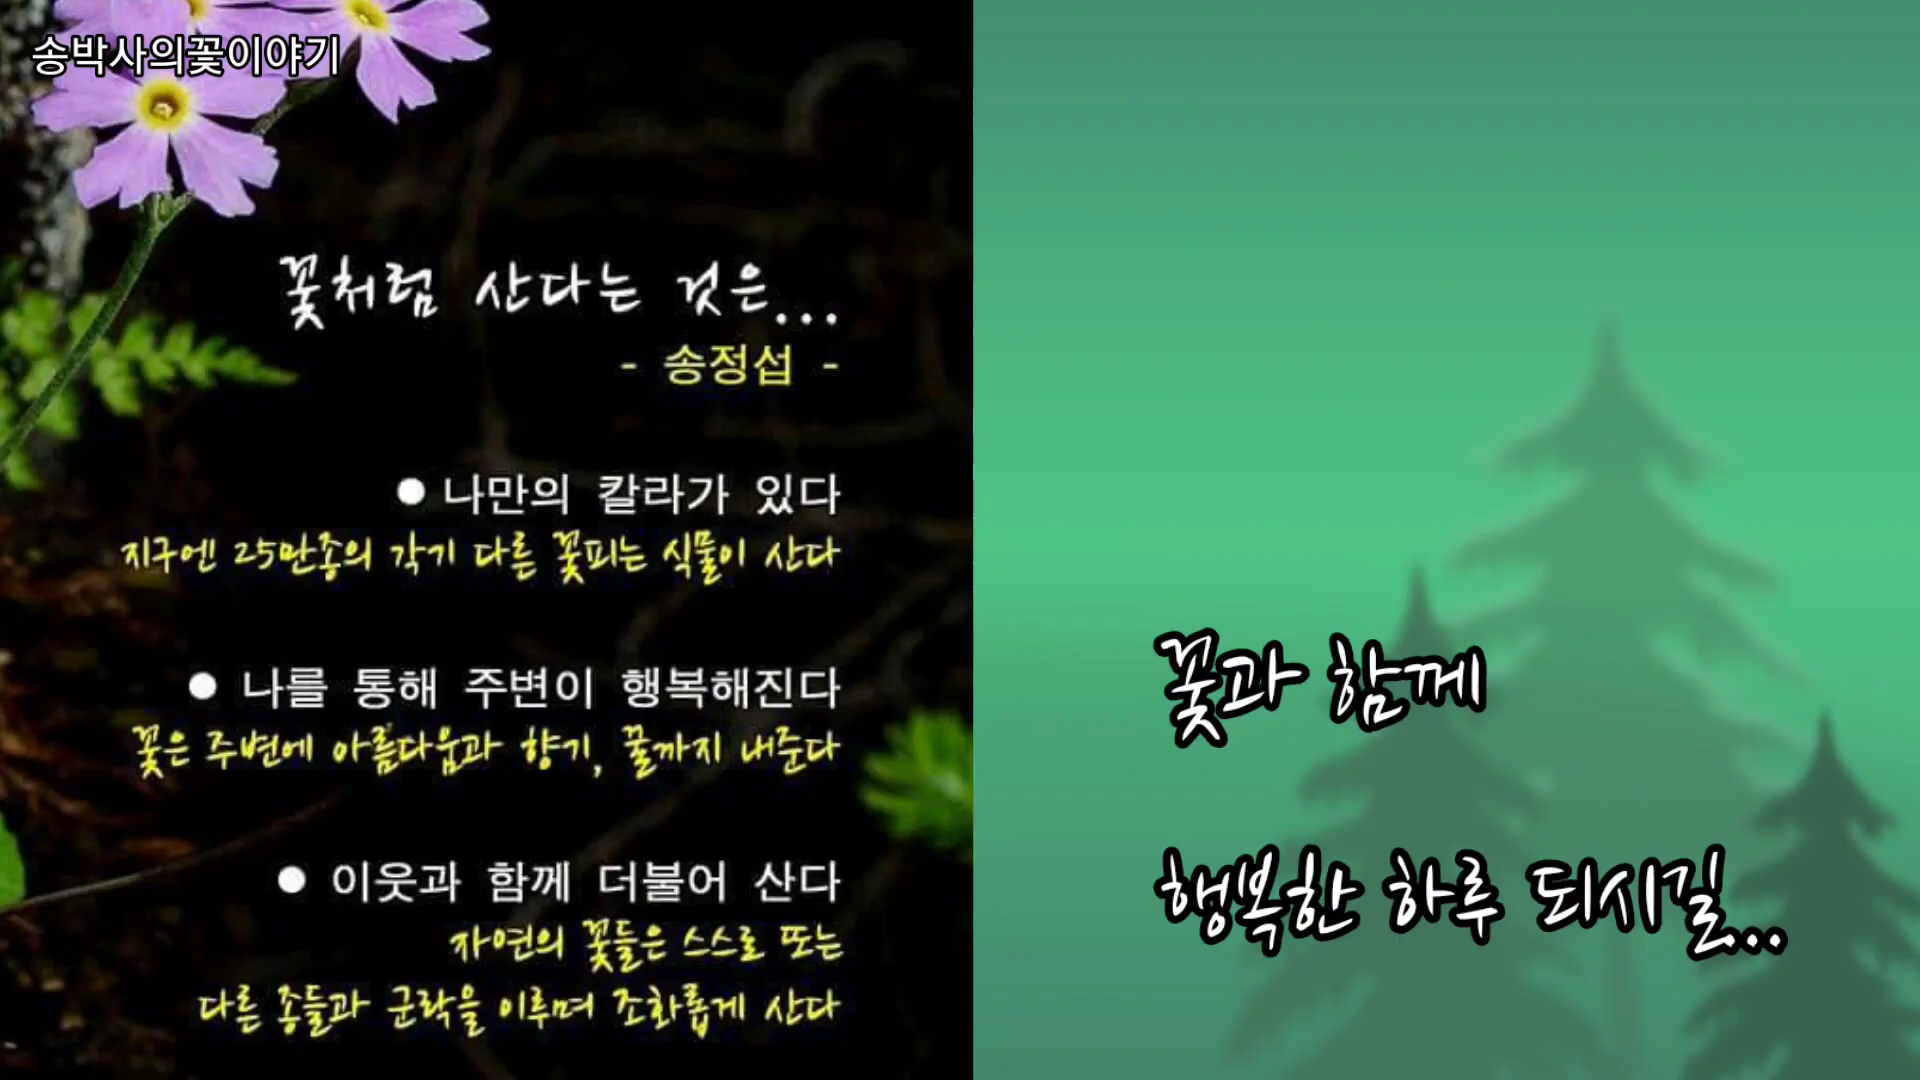 송박사의꽃이야기
꽃처럼 산다는 것은...
- 송정섭 -
● 나만의 칼라가 있다
지구엔 25만종의 각기 다른 꽃피는 식물이 산다
● 나를 통해 주변이 행복해진다
꽃은 주변에 아름다움과 향기, 꿀까지 내준다
● 이웃과 함께 더불어 산다
자연의 꽃들은 스스로 또는
다른 종들과 군락을 이루며 조화롭게 산다
꽃과 함께
행복한 하루 되시길...